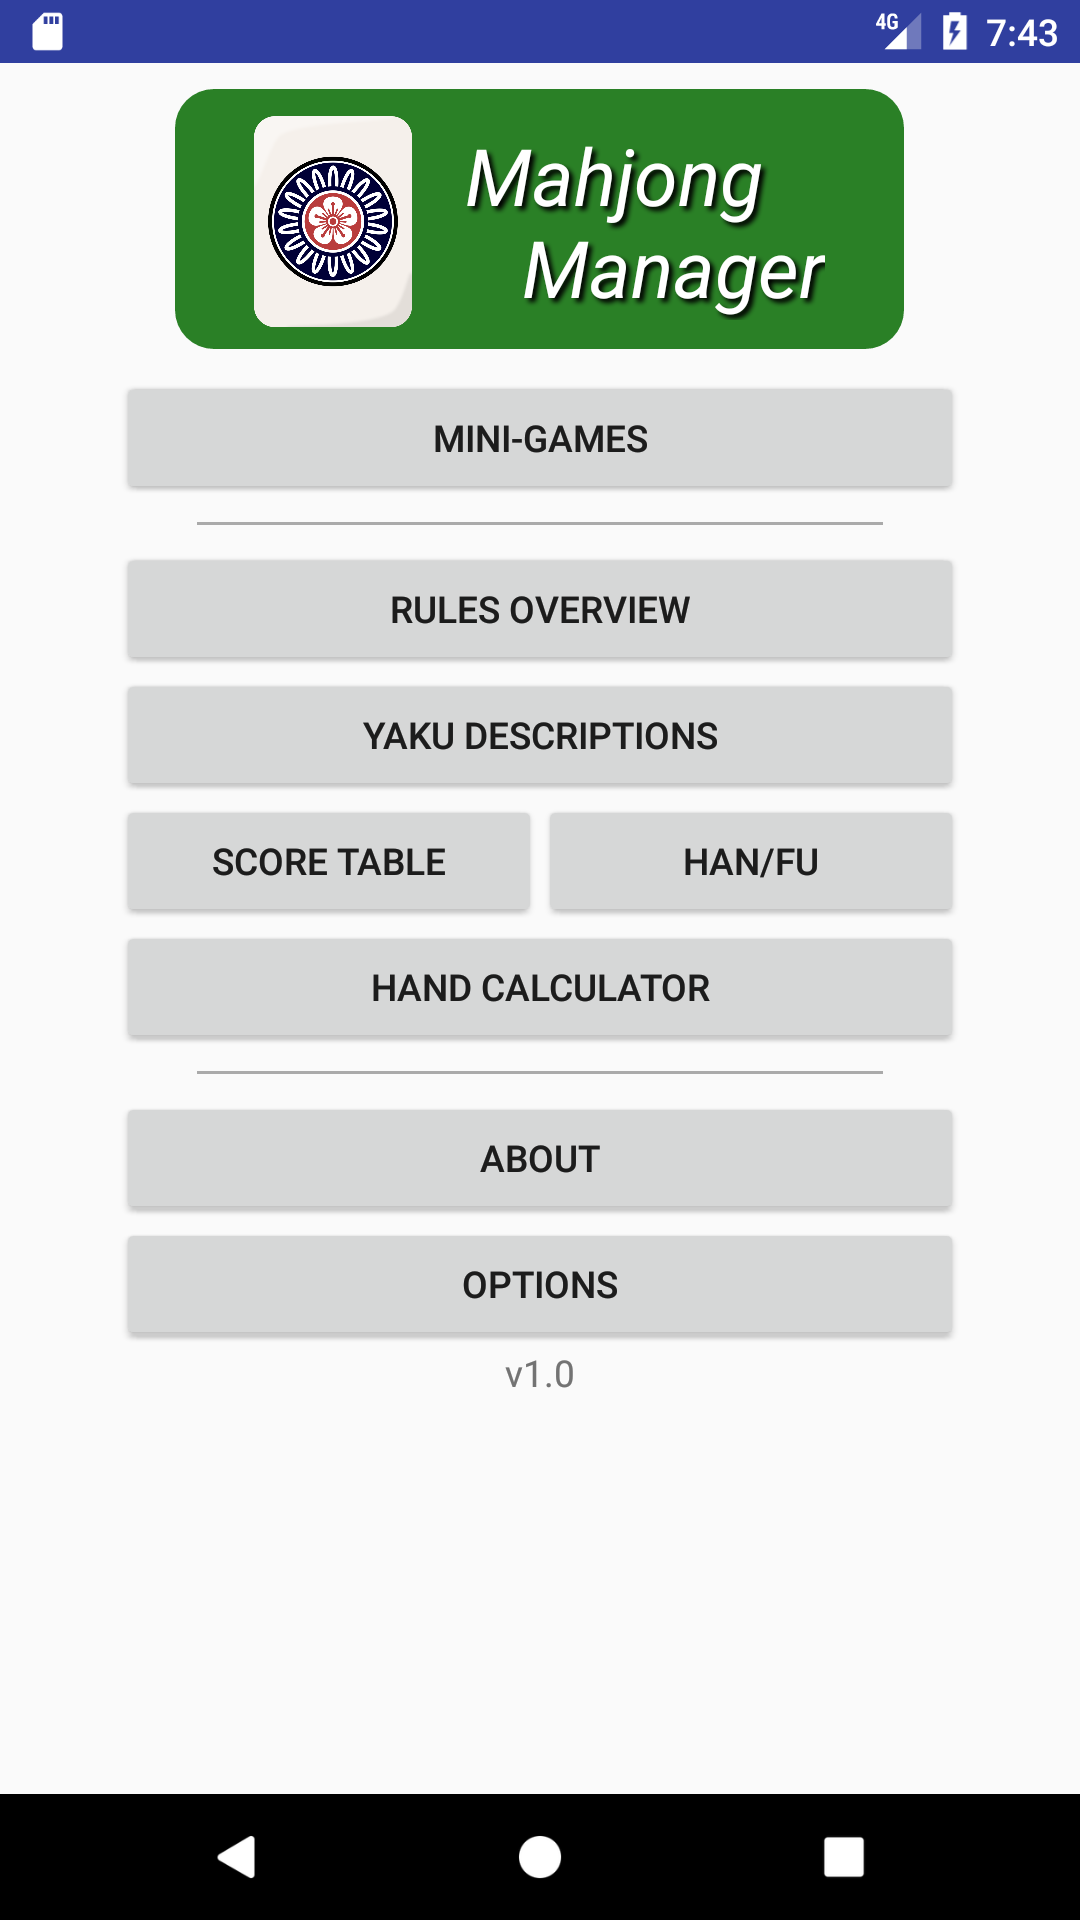 4G 7:43
Mahjong
Manager
MINI-GAMES
RULES OVERVIEW
YAKU DESCRIPTIONS
SCORE TABLE HAN/FU
HAND CALCULATOR
ABOUT
OPTIONS
v1.0